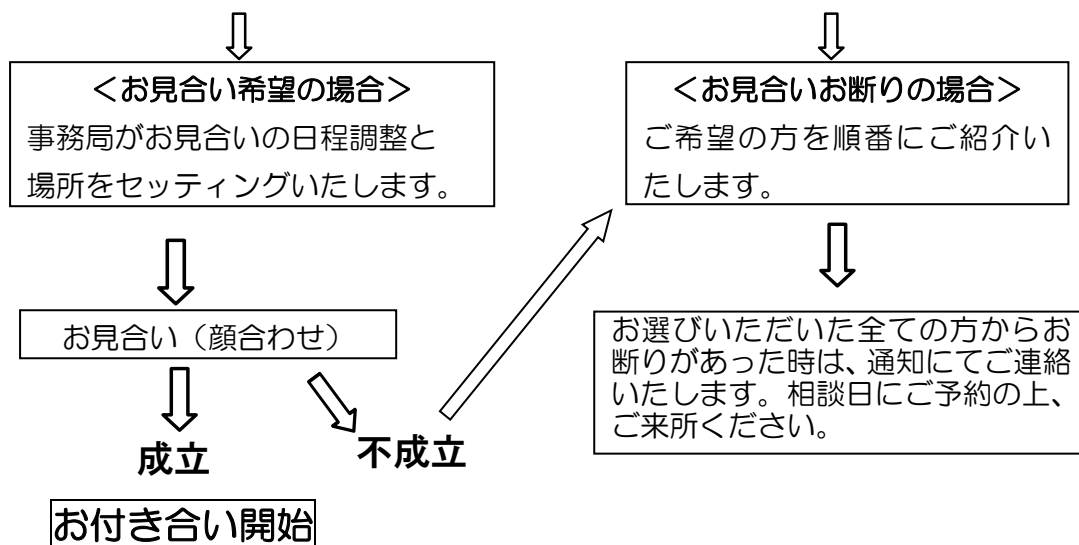 ＜お見合い希望の場合＞
事務局がお見合いの日程調整と
場所をセッティングいたします。
＜お見合いお断りの場合＞
ご希望の方を順番にご紹介い
たします。
お見合い（顔合わせ）
お選びいただいた全ての方からお
断りがあった時は、通知にてご連絡
いたします。相談日にご予約の上、
ご来所ください。
成立
不成立
お付き合い開始